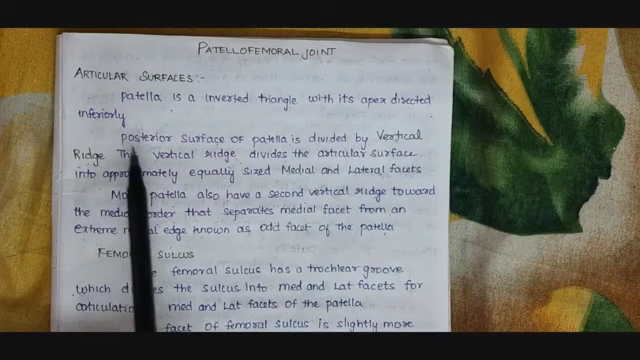 PATELLOFEMORAL JOINT
ARTICULAR SURFACES:-
Patella is a inverted triangle with its apex directed
inferiorly
Posterior surface of patella is divided by Vertical
Ridge The vertical ridge divides the articular surface
into approximately equally sized Medial and Lateral facets
patella also have a second vertical ridge toward
the that separates medial facet from an
extreme edge known as odd facet of the patella
FEMORAL SULCUS
femoral sulcus has a trochlear groove
which the sulcus into med and Lat facets for
med and Lat facets of the patella
facet of femoral sulcus is slightly more